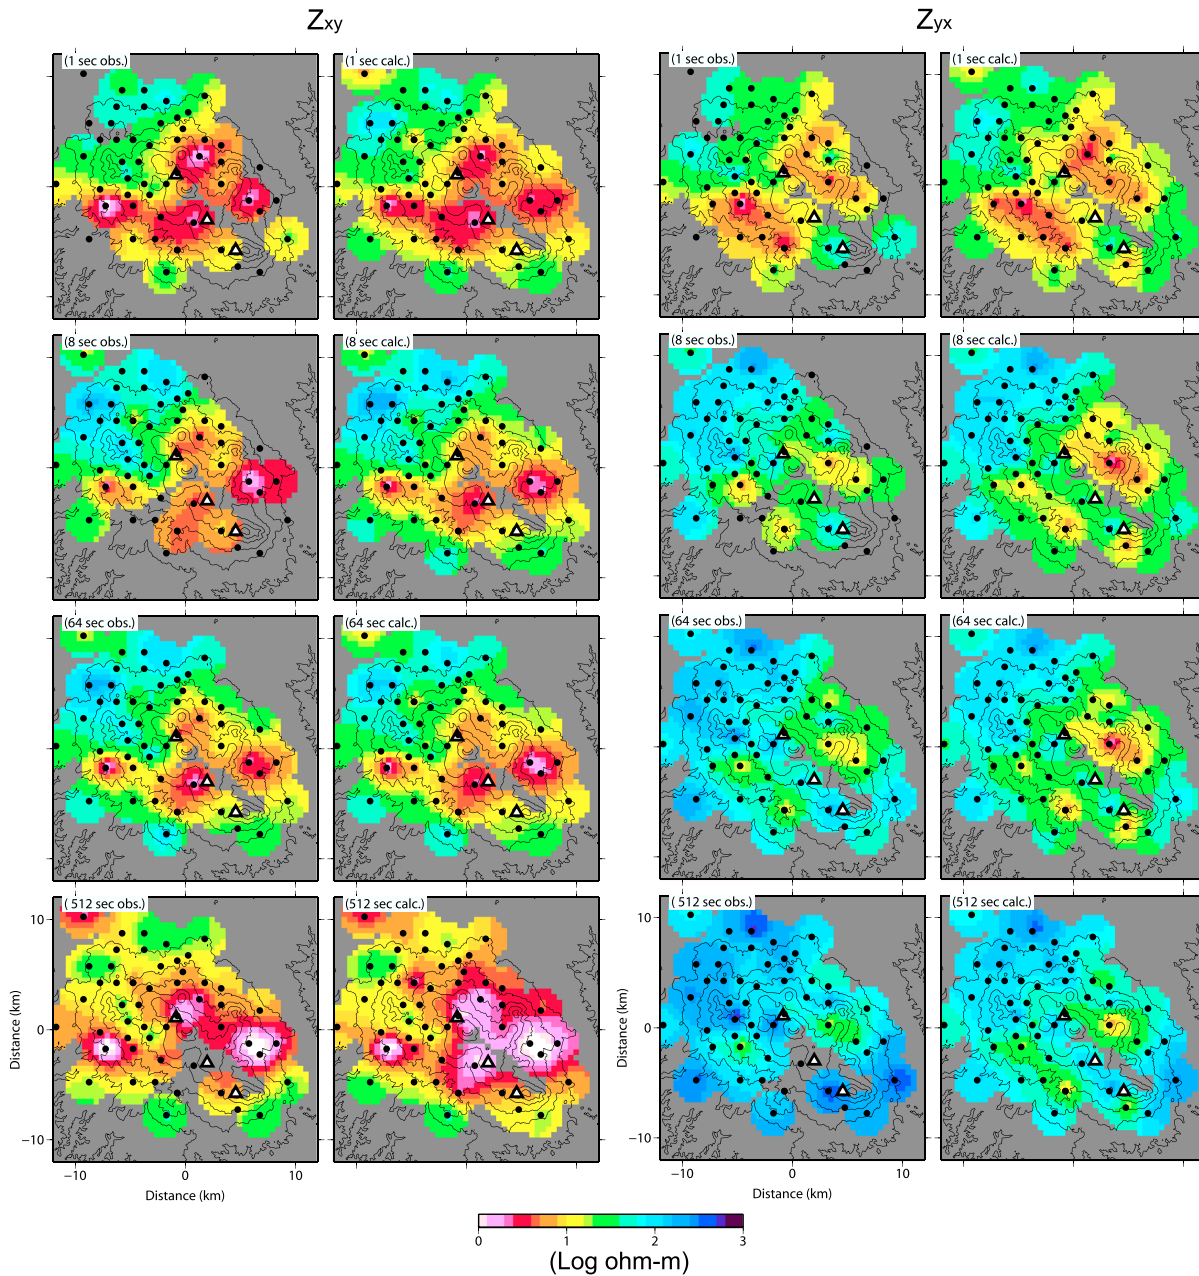 Zxy
Zyx
(1 sec obs.)
(1 sec calc.)
(1 sec obs.)
(1 sec calc.)
(8 sec obs.)
(8 sec calc.)
(8 sec obs.)
(8 sec calc.)
(64 sec obs.)
(64 sec calc.)
(64 sec obs.)
(64 sec calc.)
( 512 sec obs.)
(512 sec calc.)
( 512 sec obs.)
(512 sec calc.)
10
0
−10
Distance (km)
−10 0 10
Distance (km)
10
0
−10
Distance (km)
−10 0 10
Distance (km)
0 1 2 3
(Log ohm-m)